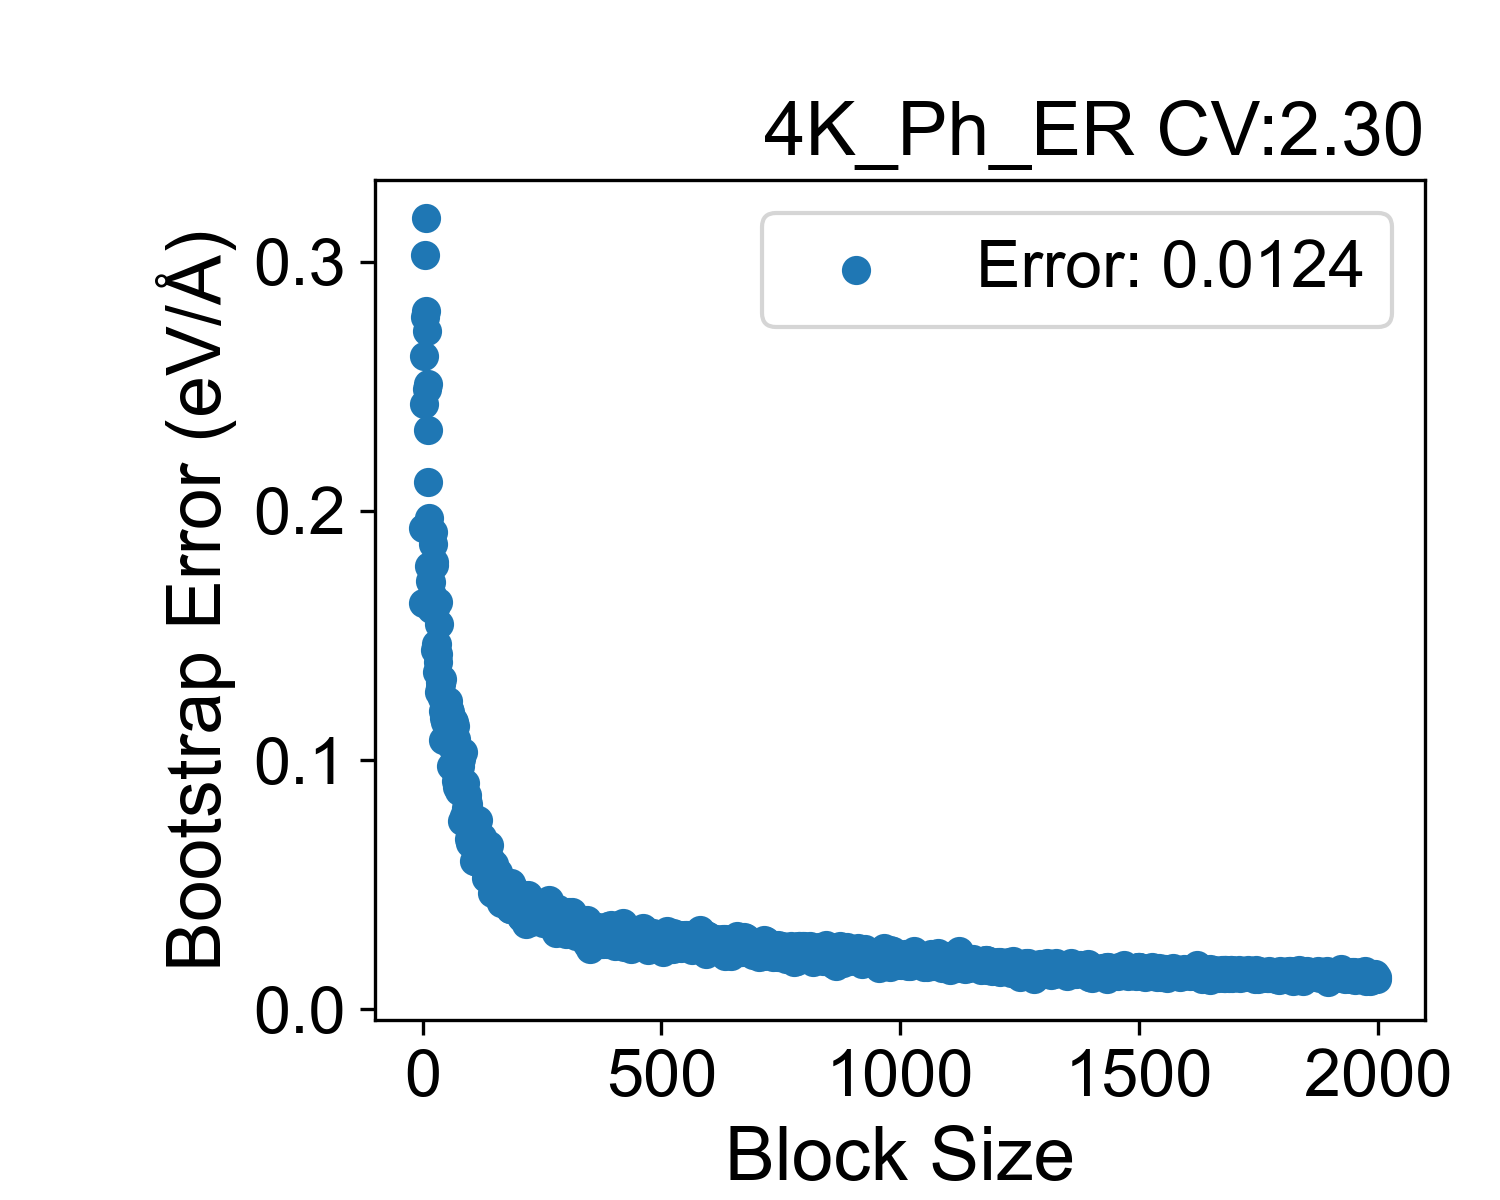 4K_Ph_ER CV:2.30
Error: 0.0124
Bootstrap Error (eV/Å)
0.3
0.2
0.1
0.0
0 500 1000 1500 2000
Block Size